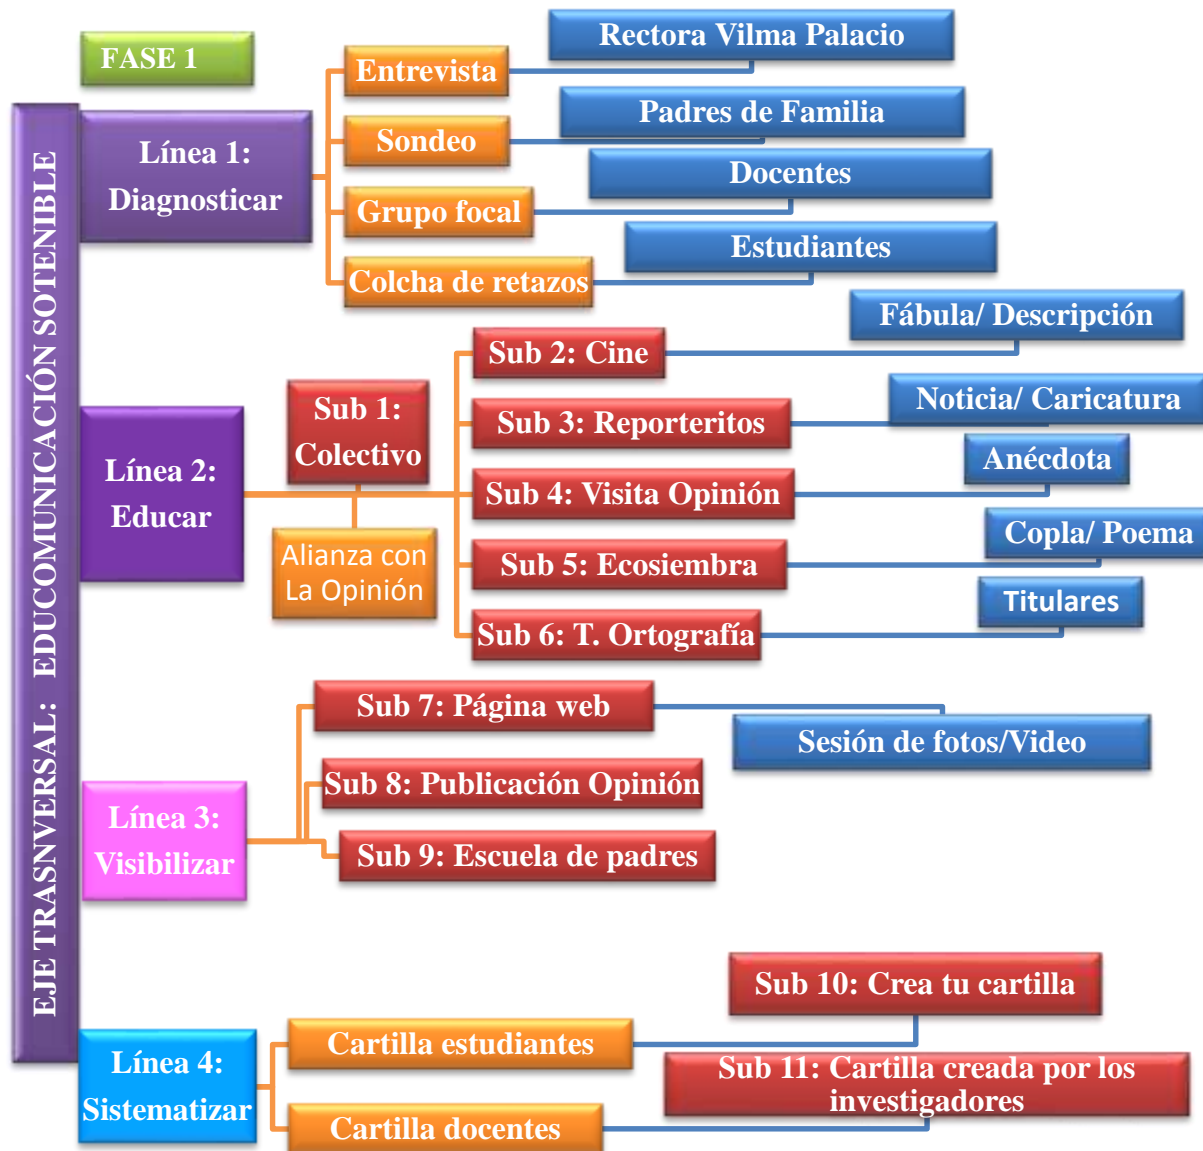 FASE 1
EJE TRASNVERSAL: EDUCOMUNICACIÓN SOTENIBLE
Línea 1:
Diagnosticar
Entrevista
Rectora Vilma Palacio
Sondeo
Padres de Familia
Grupo focal
Docentes
Colcha de retazos
Estudiantes
Línea 2:
Educar
Sub 1:
Colectivo
Alianza con
La Opinión
Sub 2: Cine
Fábula/ Descripción
Sub 3: Reporteritos
Noticia/ Caricatura
Sub 4: Visita Opinión
Anécdota
Sub 5: Ecosiembra
Copla/ Poema
Sub 6: T. Ortografía
Titulares
Línea 3:
Visibilizar
Sub 7: Página web
Sesión de fotos/Video
Sub 8: Publicación Opinión
Sub 9: Escuela de padres
Línea 4:
Sistematizar
Cartilla estudiantes
Sub 10: Crea tu cartilla
Cartilla docentes
Sub 11: Cartilla creada por los
investigadores